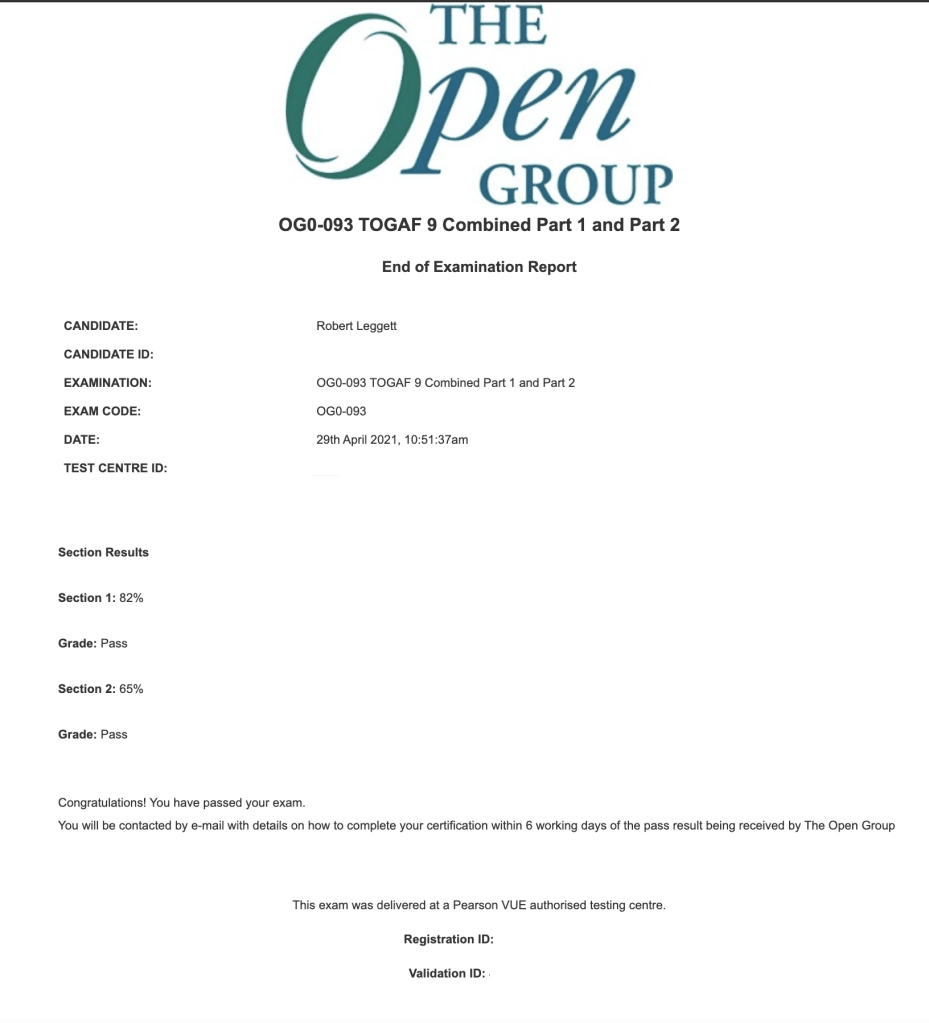 THE
Open
GROUP
OG0-093 TOGAF 9 Combined Part 1 and Part 2
End of Examination Report
CANDIDATE: Robert Leggett
CANDIDATE ID:
EXAMINATION: OG0-093 TOGAF 9 Combined Part 1 and Part 2
EXAM CODE: OG0-093
DATE: 29th April 2021, 10:51:37am
TEST CENTRE ID:
Section Results
Section 1: 82%
Grade: Pass
Section 2: 65%
Grade: Pass
Congratulations! You have passed your exam.
You will be contacted by e-mail with details on how to complete your certification within 6 working days of the pass result being received by The Open Group
This exam was delivered at a Pearson VUE authorised testing centre.
Registration ID:
Validation ID: